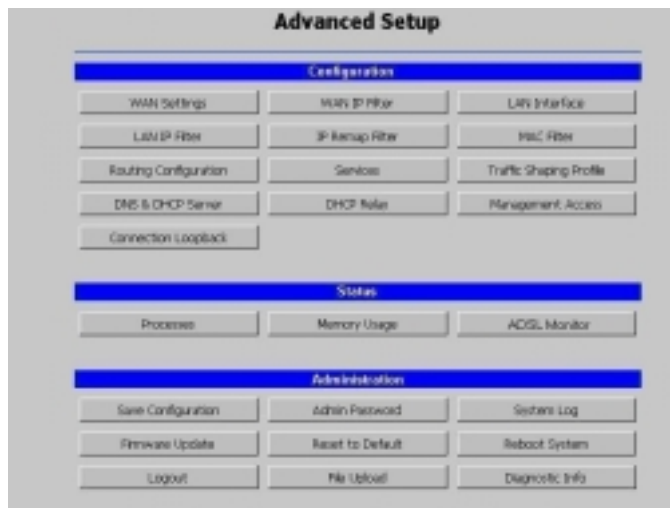 Advanced Setup
Configuration
WAN Settings
WAN IP Filter
LAN Interface
LAN IP Filter
IP Remap Filter
MAC Filter
Routing Configuration
Services
Traffic Shaping Profile
DNS & DHCP Server
DHCP Relay
Management Access
Connection Loopback
Status
Processes
Memory Usage
ADSL Monitor
Administration
Save Configuration
Admin Password
System Log
Firmware Update
Reset to Default
Reboot System
Logout
File Upload
Diagnostic Info